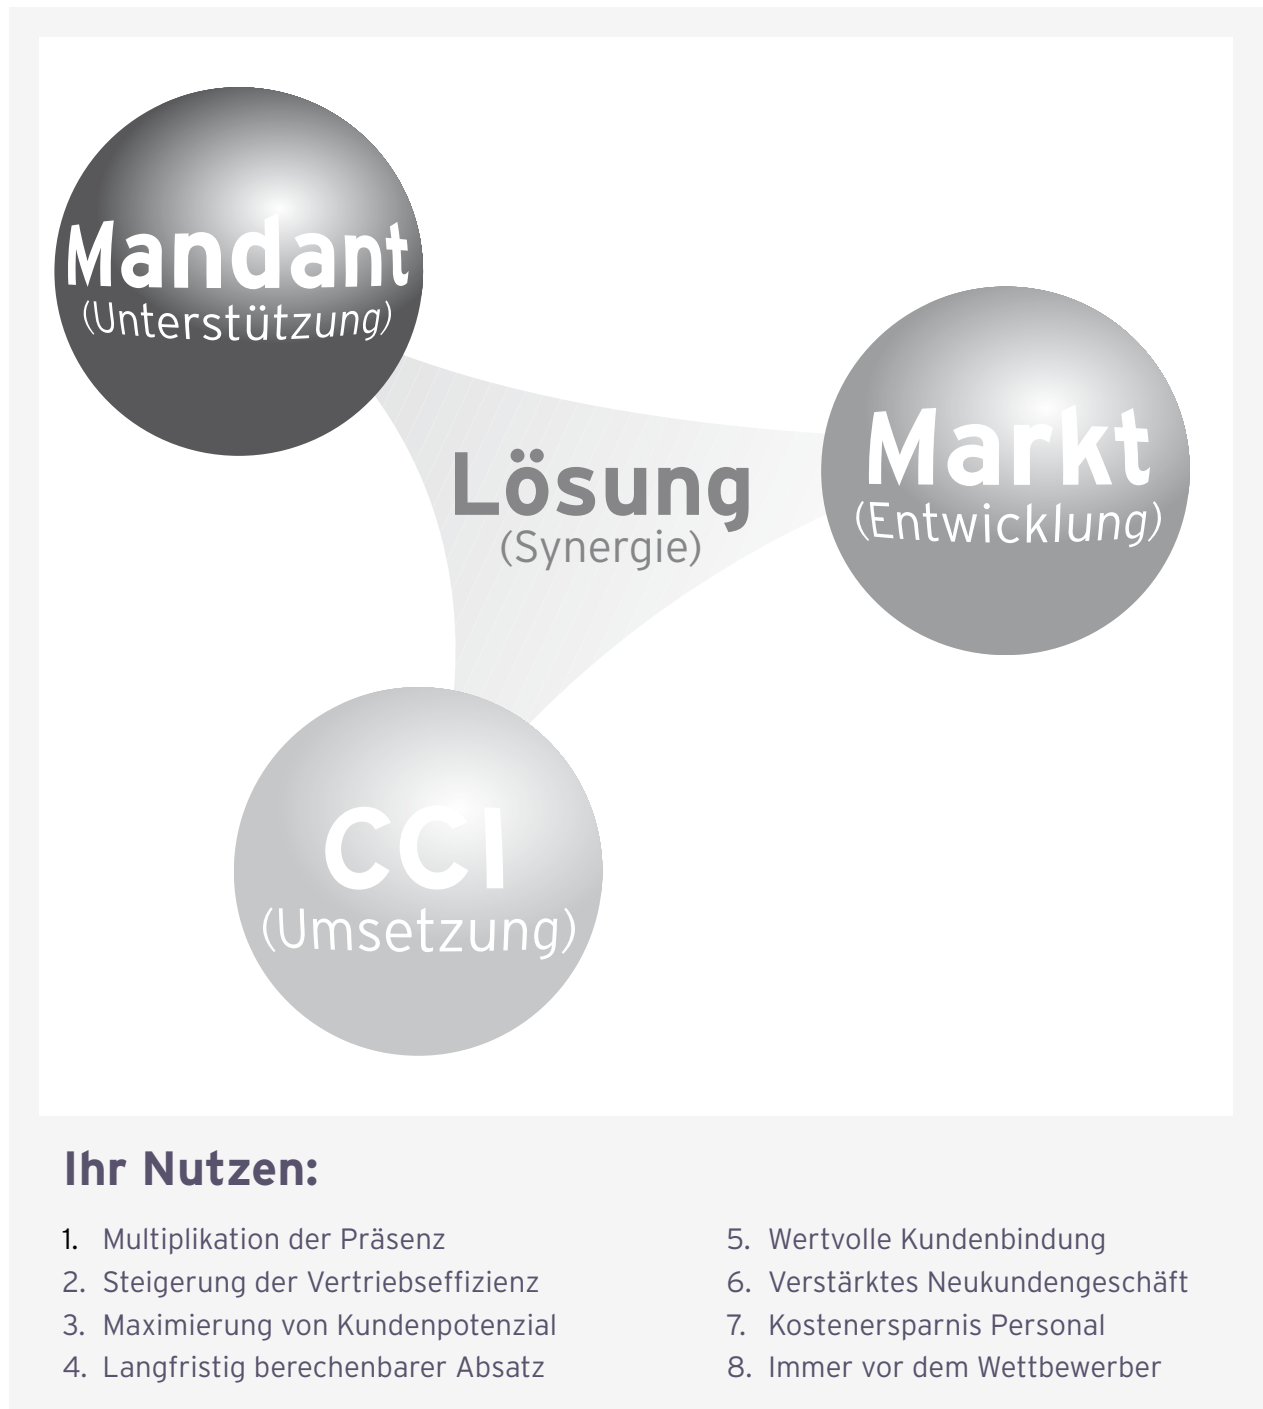 Mandant
(Unterstützung)
Markt
(Entwicklung)
Lösung
(Synergie)
CCI
(Umsetzung)
Ihr Nutzen:
1. Multiplikation der Präsenz
2. Steigerung der Vertriebseffizienz
3. Maximierung von Kundenpotenzial
4. Langfristig berechenbarer Absatz
5. Wertvolle Kundenbindung
6. Verstärktes Neukundengeschäft
7. Kostenersparnis Personal
8. Immer vor dem Wettbewerber